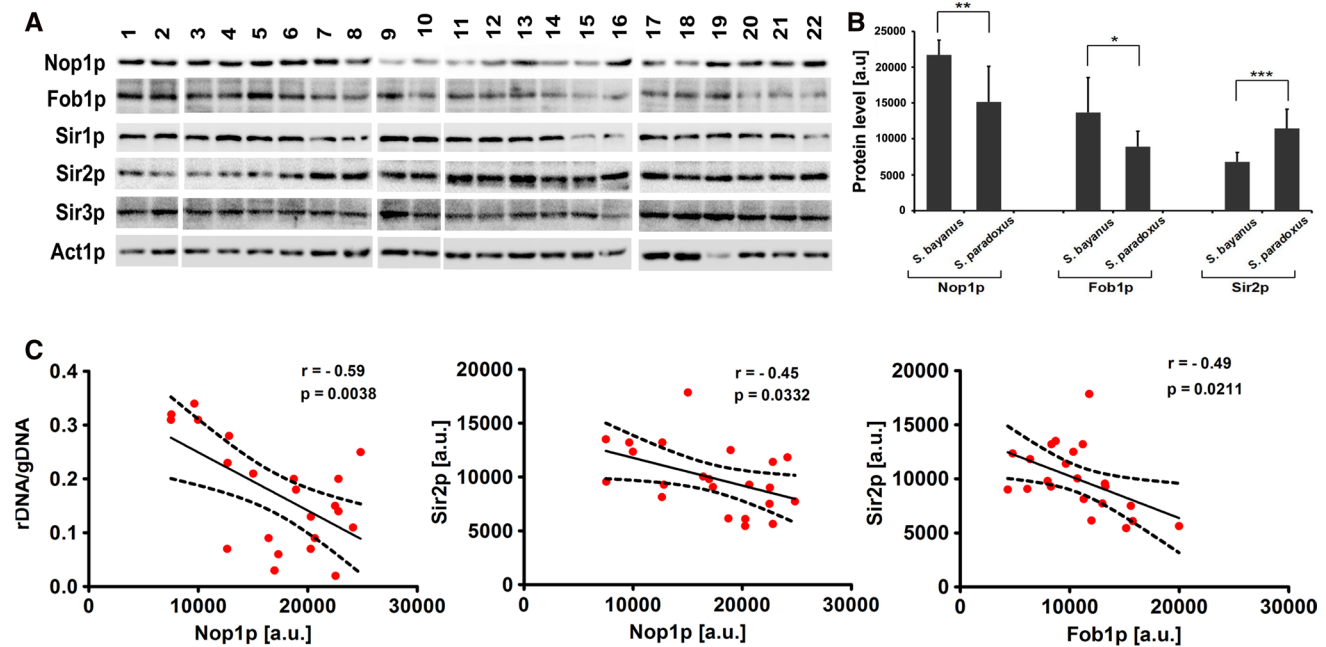 A
1 2 3 4 5 6 7 8 9 10 11 12 13 14 15 16 17 18 19 20 21 22
Nop1p
Fob1p
Sir1p
Sir2p
Sir3p
Act1p
B
Protein level [a.u]
25000
20000
15000
10000
5000
0
**
*
***
S. bayanus
S. paradoxus
S. bayanus
S. paradoxus
S. bayanus
S. paradoxus
Nop1p
Fob1p
Sir2p
C
rDNA/gDNA
0.4
0.3
0.2
0.1
0.0
r = - 0.59
p = 0.0038
0 10000 20000 30000
Nop1p [a.u.]
Sir2p [a.u.]
20000
15000
10000
5000
0
r = - 0.45
p = 0.0332
0 10000 20000 30000
Nop1p [a.u.]
Sir2p [a.u.]
20000
15000
10000
5000
0
r = - 0.49
p = 0.0211
0 10000 20000 30000
Fob1p [a.u.]